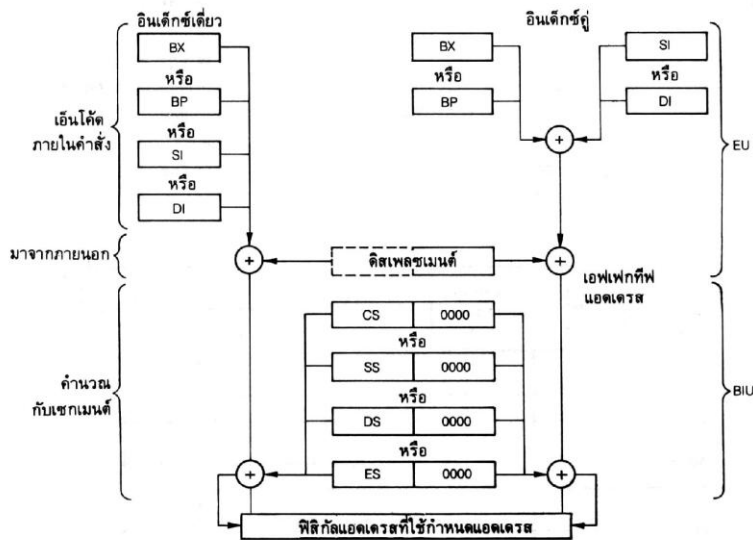 อินเด็กซ์เดี่ยว
BX
หรือ
BP
หรือ
SI
หรือ
DI
เอ็นโค้ด
ภายในคำสั่ง
มาจากภายนอก
คำนวณ
กับเซกเมนต์
อินเด็กซ์คู่
BX
หรือ
BP
SI
หรือ
DI
+
EU
+
ดิสเพลซเมนต์
+
เอฟเฟกทีฟ
แอดเดรส
CS 0000
หรือ
SS 0000
หรือ
DS 0000
หรือ
ES 0000
+
+
BIU
ฟิสิกัลแอดเดรสที่ใช้กำหนดแอดเดรส